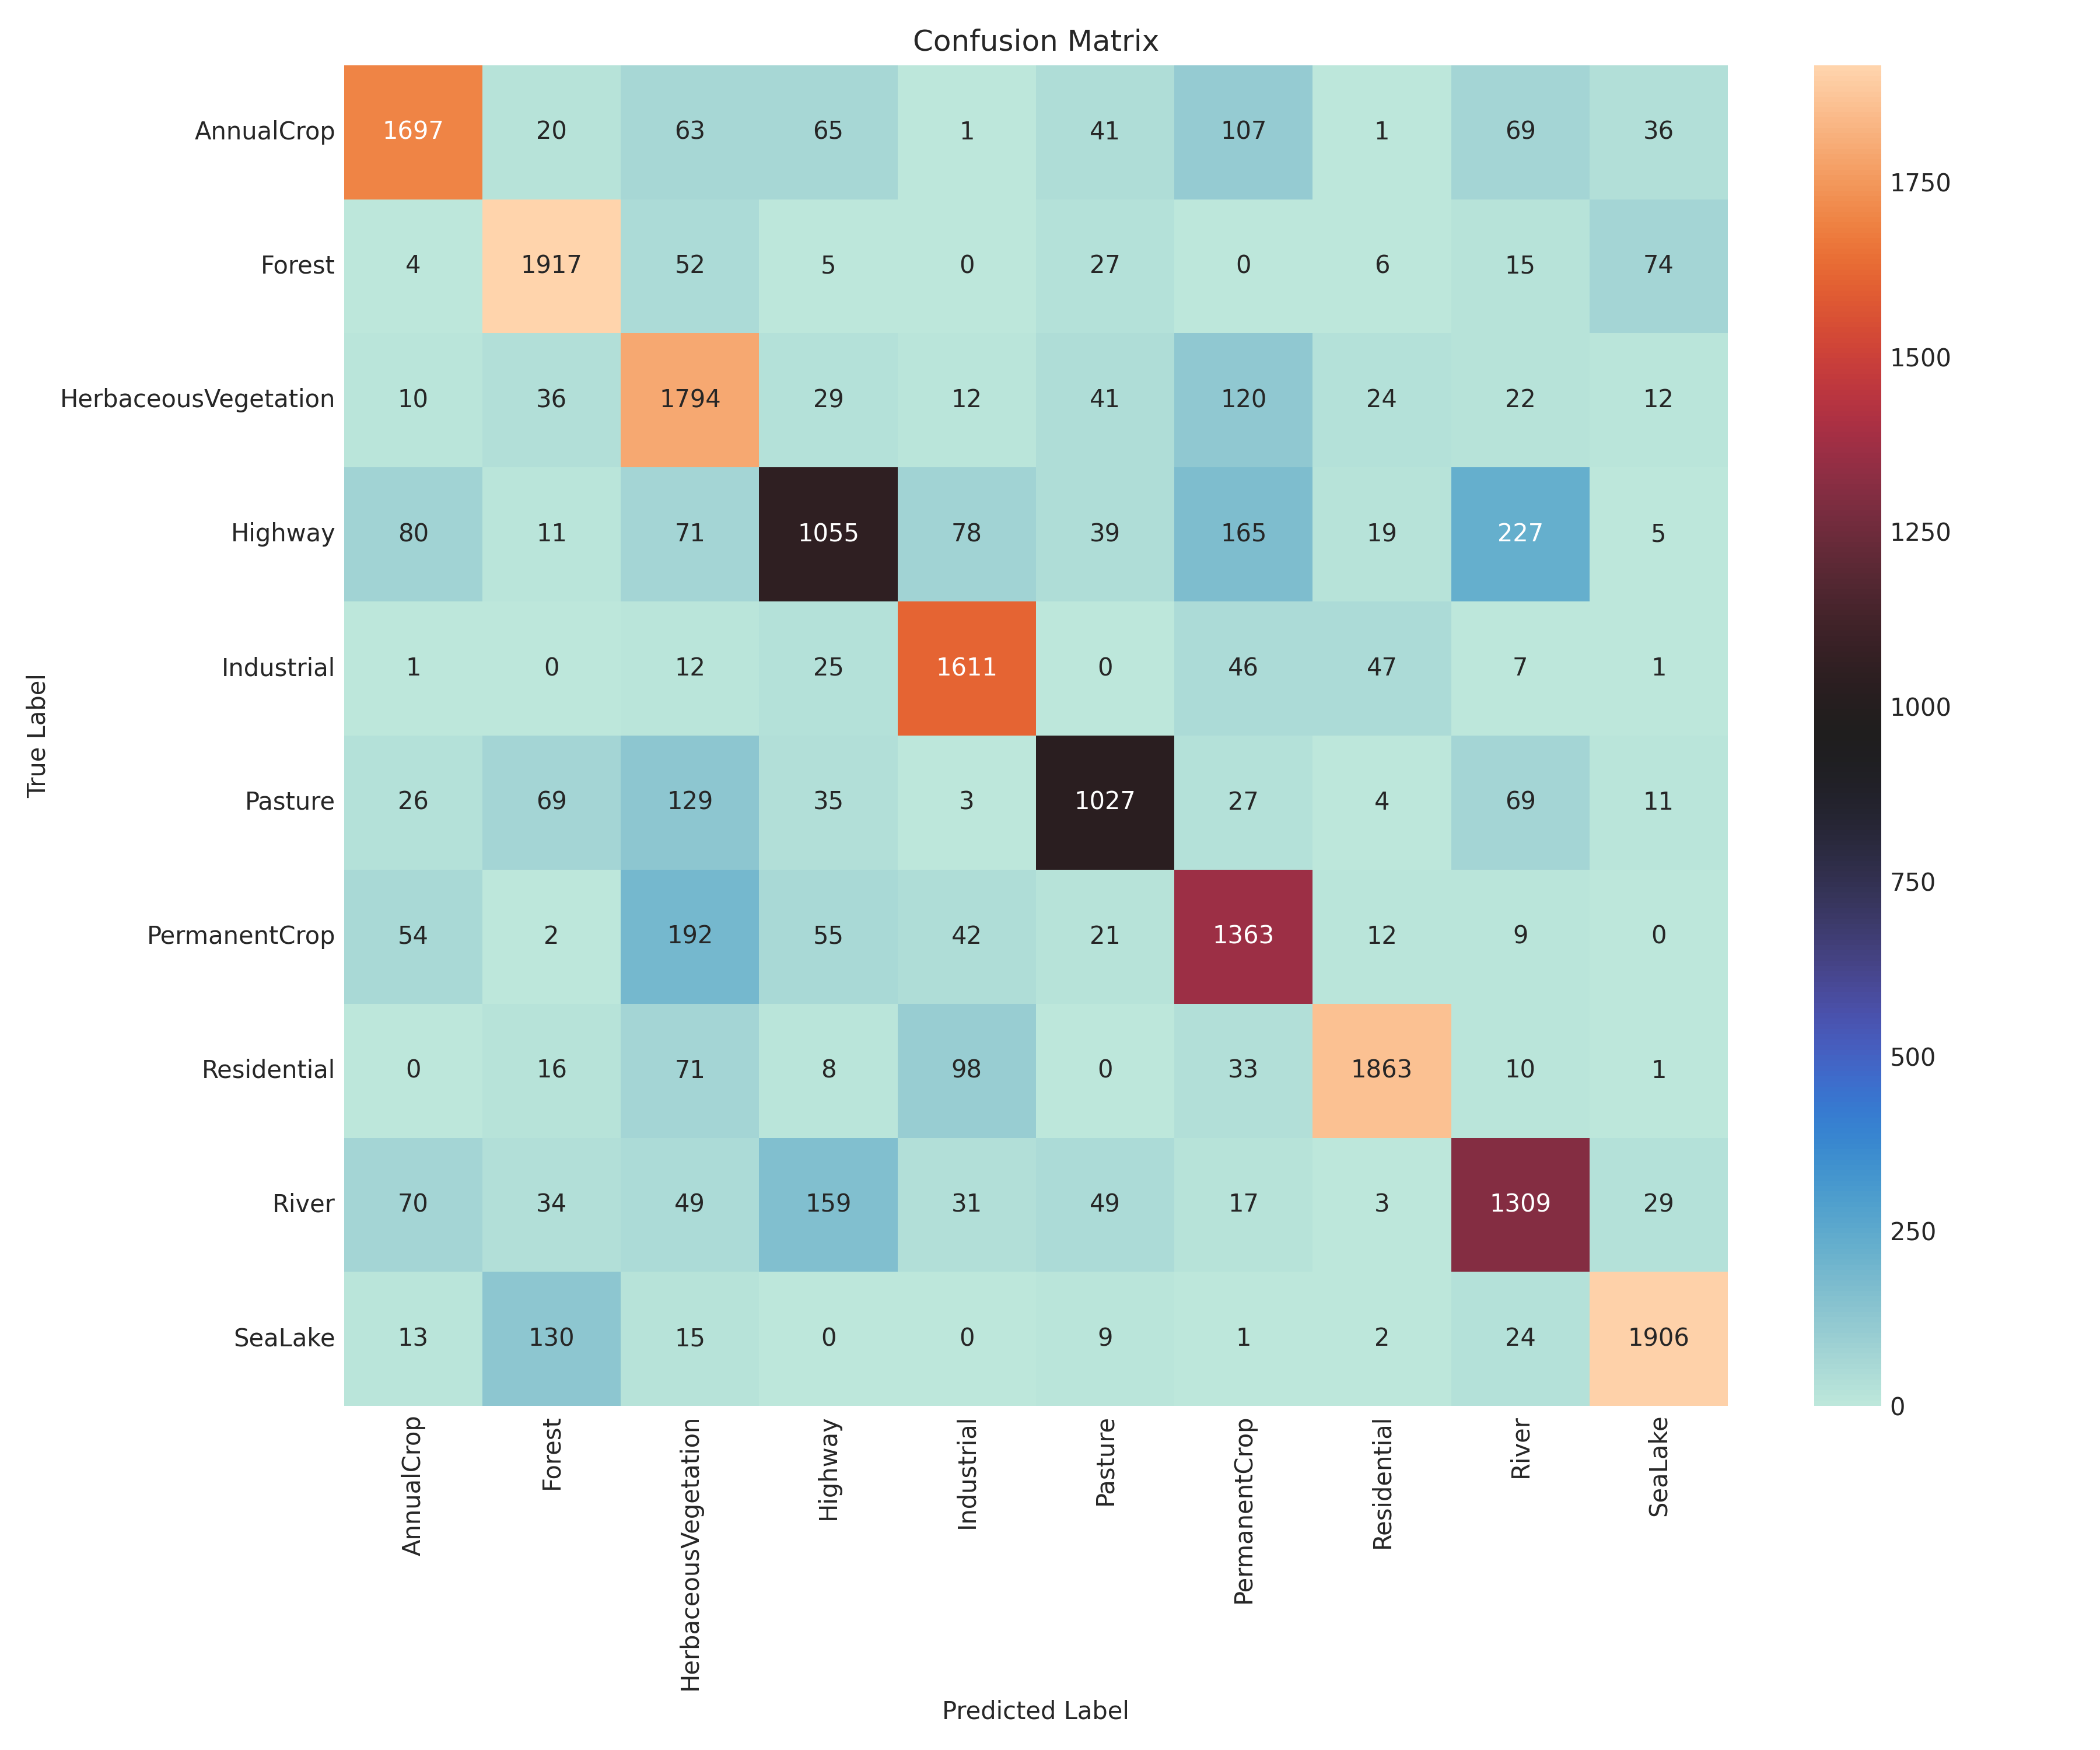 Confusion Matrix
True Label
AnnualCrop 1697 20 63 65 1 41 107 1 69 36
Forest 4 1917 52 5 0 27 0 6 15 74
HerbaceousVegetation 10 36 1794 29 12 41 120 24 22 12
Highway 80 11 71 1055 78 39 165 19 227 5
Industrial 1 0 12 25 1611 0 46 47 7 1
Pasture 26 69 129 35 3 1027 27 4 69 11
PermanentCrop 54 2 192 55 42 21 1363 12 9 0
Residential 0 16 71 8 98 0 33 1863 10 1
River 70 34 49 159 31 49 17 3 1309 29
SeaLake 13 130 15 0 0 9 1 2 24 1906
AnnualCrop
Forest
HerbaceousVegetation
Highway
Industrial
Pasture
PermanentCrop
Residential
River
SeaLake
Predicted Label
1750
1500
1250
1000
750
500
250
0